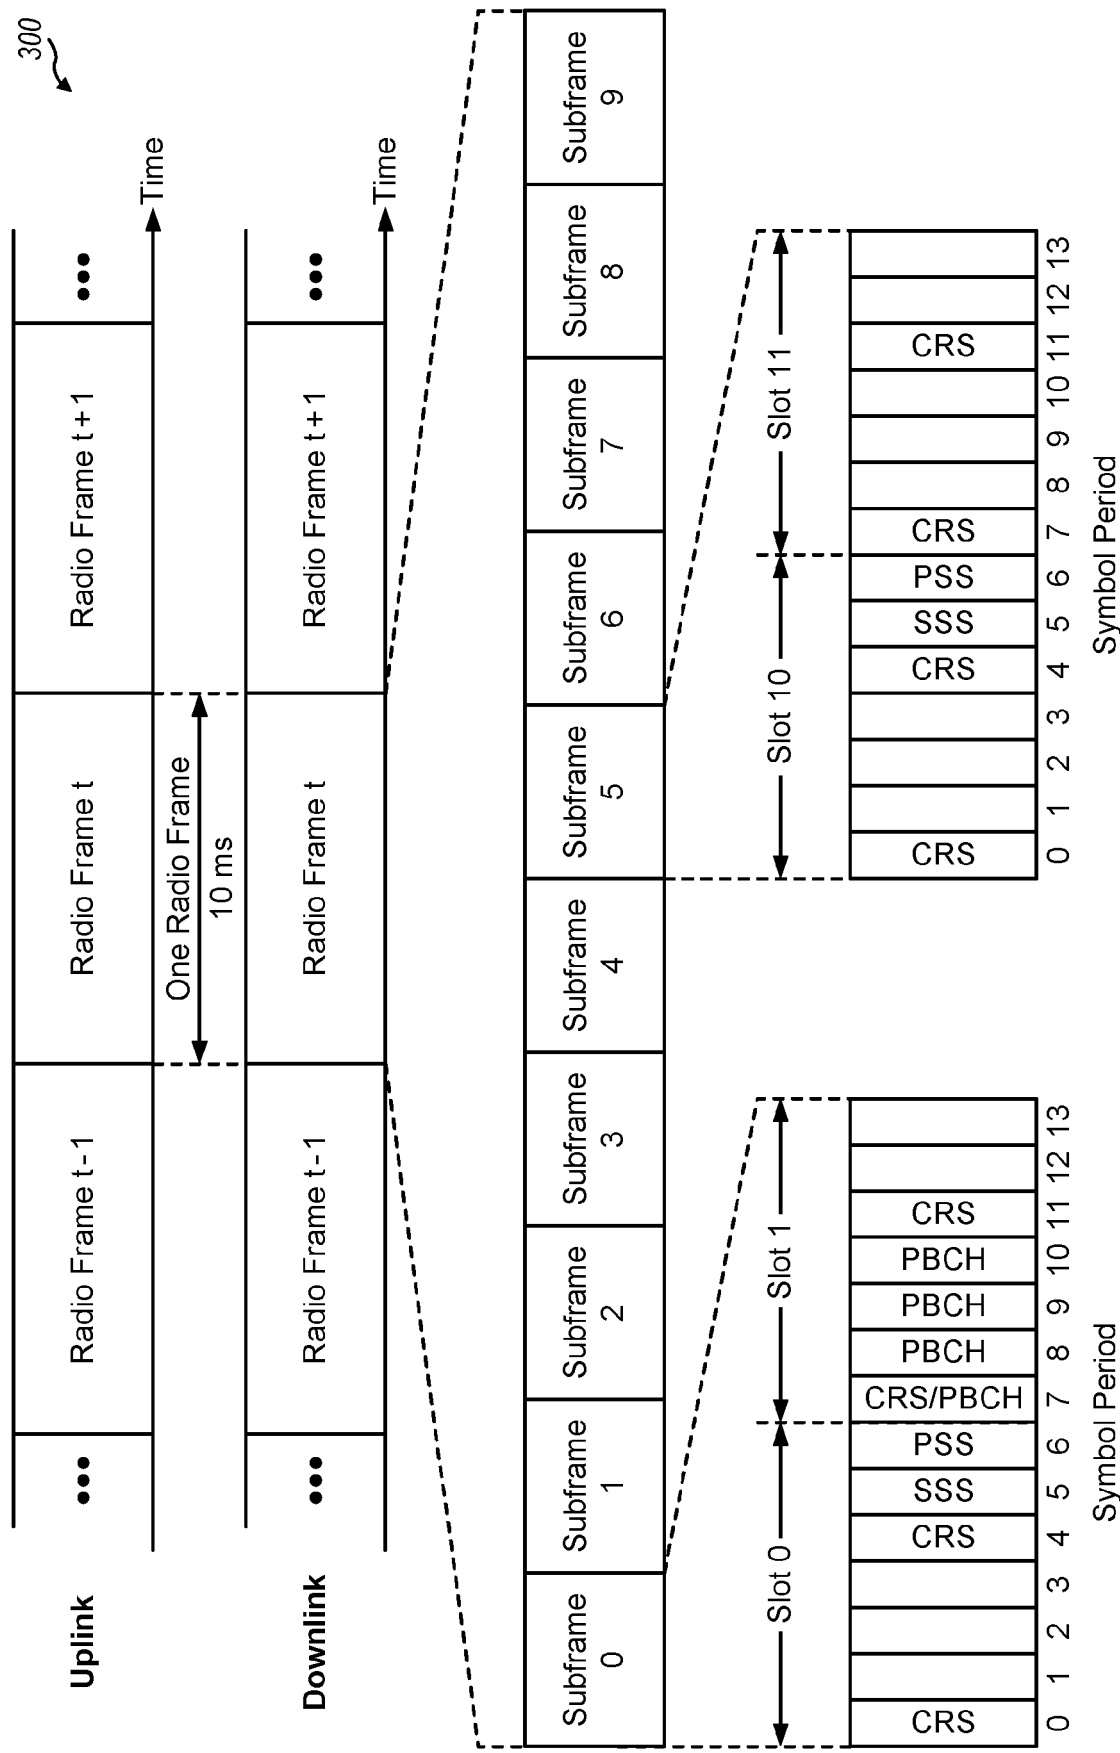 300
Uplink
Radio Frame t-1
Radio Frame t
Radio Frame t+1
Time
One Radio Frame
10 ms
Downlink
Radio Frame t-1
Radio Frame t
Radio Frame t+1
Time
Subframe 0
Subframe 1
Subframe 2
Subframe 3
Subframe 4
Subframe 5
Subframe 6
Subframe 7
Subframe 8
Subframe 9
Slot 0
Slot 1
CRS
CRS
SSS
PSS
CRS/PBCH
PBCH
PBCH
PBCH
CRS
0 1 2 3 4 5 6 7 8 9 10 11 12 13
Symbol Period
Slot 10
Slot 11
CRS
CRS
SSS
PSS
CRS
CRS
0 1 2 3 4 5 6 7 8 9 10 11 12 13
Symbol Period